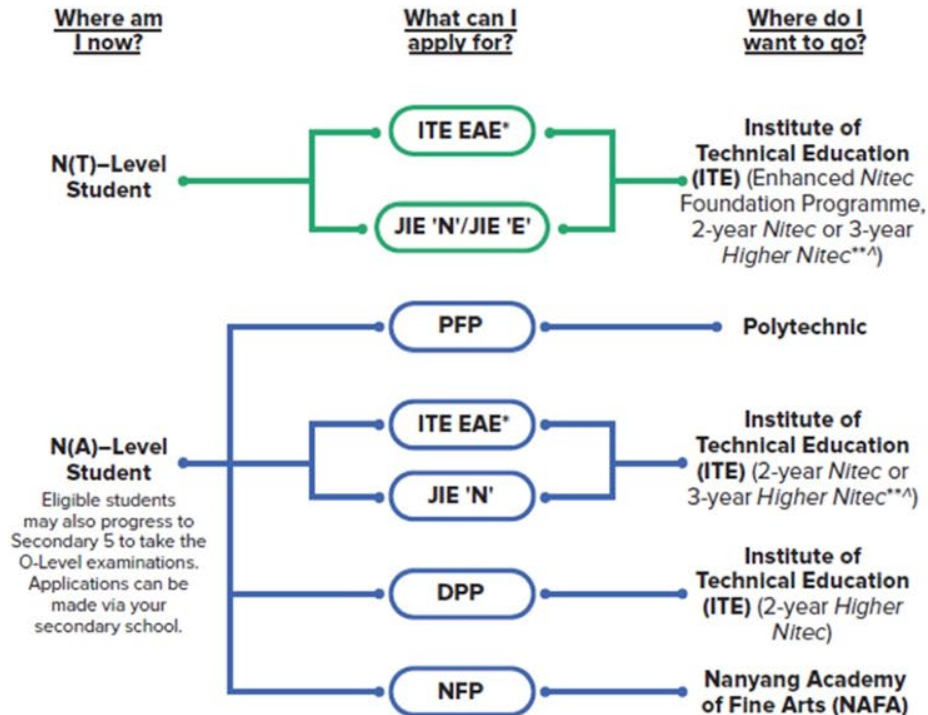 Where am
I now?
What can I
apply for?
Where do I
want to go?
N(T)–Level
Student
ITE EAE*
JIE 'N'/JIE 'E'
Institute of
Technical Education
(ITE) (Enhanced Nitec
Foundation Programme,
2-year Nitec or 3-year
Higher Nitec**^)
N(A)–Level
Student
Eligible students
may also progress to
Secondary 5 to take the
O-Level examinations.
Applications can be
made via your
secondary school.
PFP
Polytechnic
ITE EAE*
JIE 'N'
Institute of
Technical Education
(ITE) (2-year Nitec or
3-year Higher Nitec**^)
DPP
Institute of
Technical Education
(ITE) (2-year Higher
Nitec)
NFP
Nanyang Academy
of Fine Arts (NAFA)